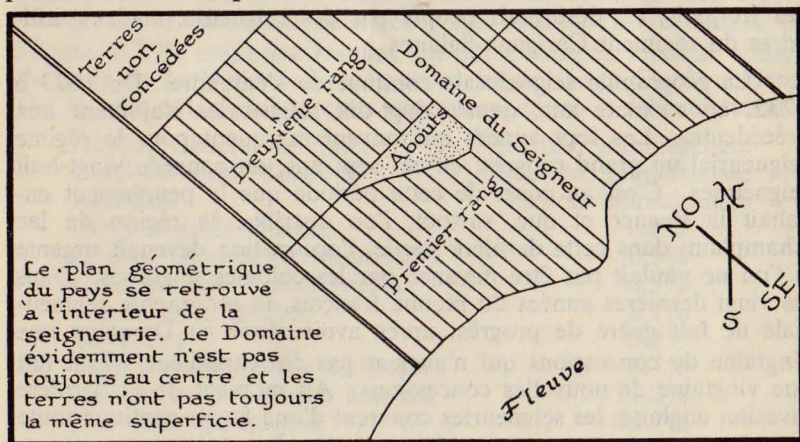 Terres
non
Concédées
Deuxième rang
Domaine du Seigneur
Abouts
Premier rang
NO N
S SE
Le plan géométrique
du pays se retrouve
à l'intérieur de la
seigneurie. Le Domaine
évidemment n'est pas
toujours au centre. Les
terres n'ont pas toujours
la même superficie.
Fleuve